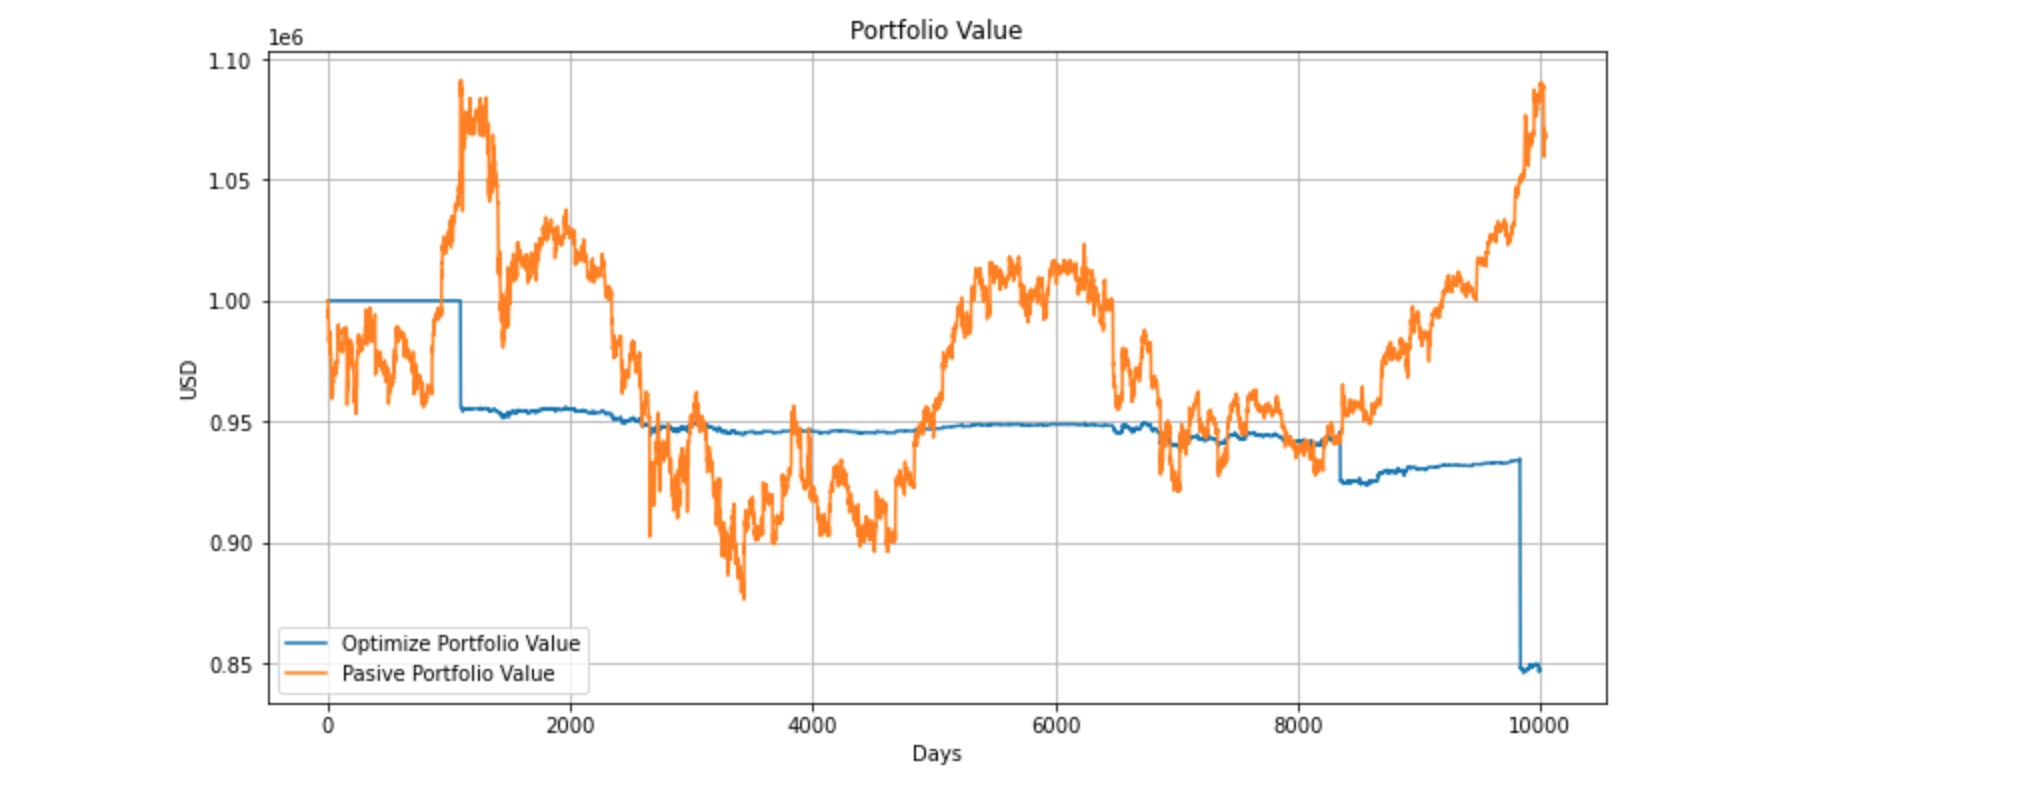 Portfolio Value
1e6
1.10
1.05
1.00
0.95
0.90
0.85
USD
Optimize Portfolio Value
Pasive Portfolio Value
0 2000 4000 6000 8000 10000
Days